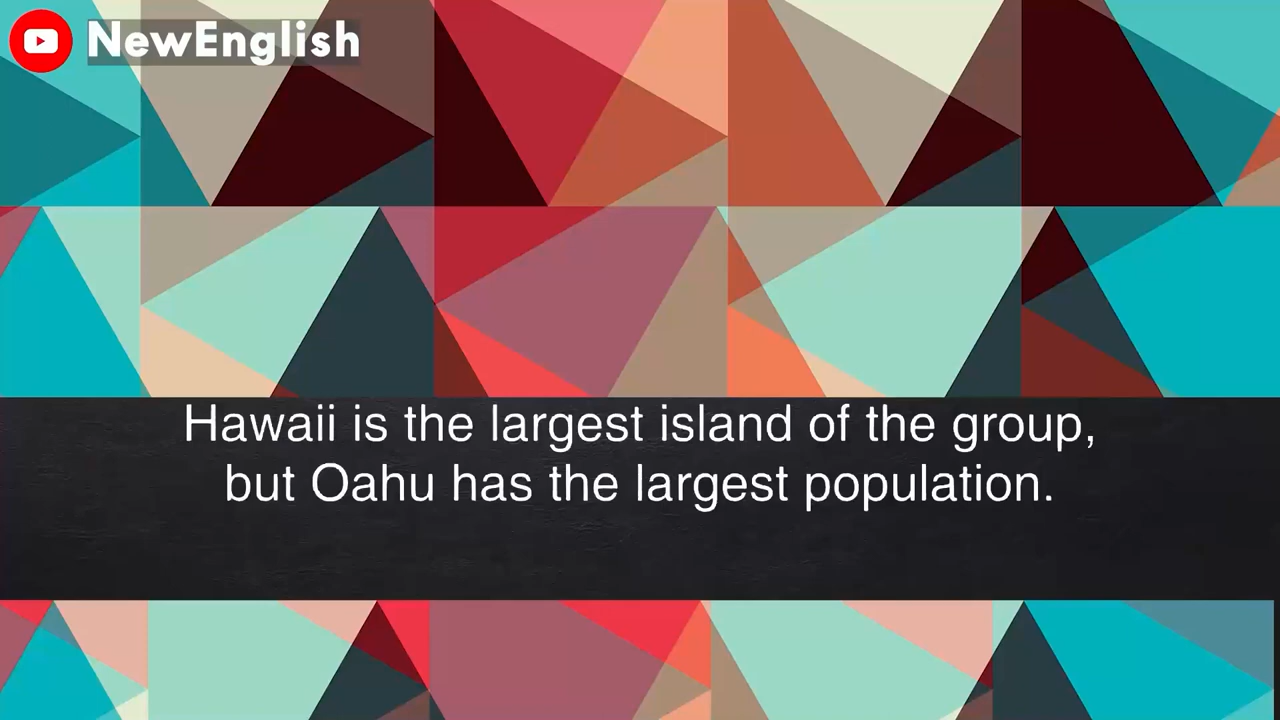 NewEnglish
Hawaii is the largest island of the group,
but Oahu has the largest population.